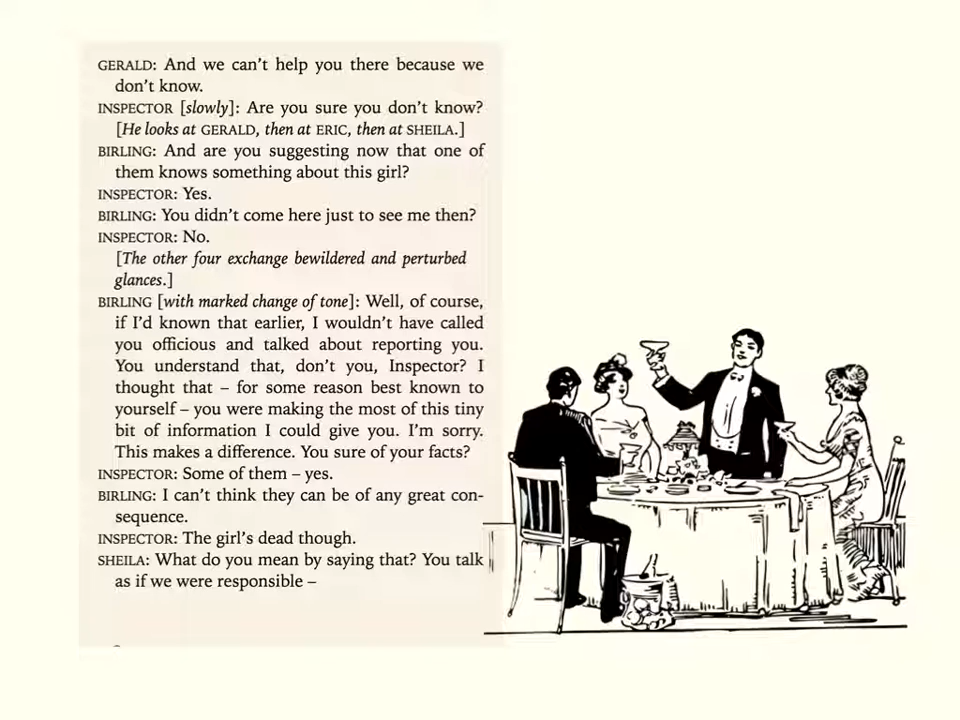 GERALD: And we can't help you there because we
don't know.
INSPECTOR [slowly]: Are you sure you don't know?
[He looks at GERALD, then at ERIC, then at SHEILA.]
BIRLING: And are you suggesting now that one of
them knows something about this girl?
INSPECTOR: Yes.
BIRLING: You didn't come here just to see me then?
INSPECTOR: No.
[The other four exchange bewildered and perturbed
glances.]
BIRLING [with marked change of tone]: Well, of course,
if I'd known that earlier, I wouldn't have called
you officious and talked about reporting you.
You understand that, don't you, Inspector? I
thought that – for some reason best known to
yourself – you were making the most of this tiny
bit of information I could give you. I'm sorry.
This makes a difference. You sure of your facts?
INSPECTOR: Some of them – yes.
BIRLING: I can't think they can be of any great con-
sequence.
INSPECTOR: The girl's dead though.
SHEILA: What do you mean by saying that? You talk
as if we were responsible –